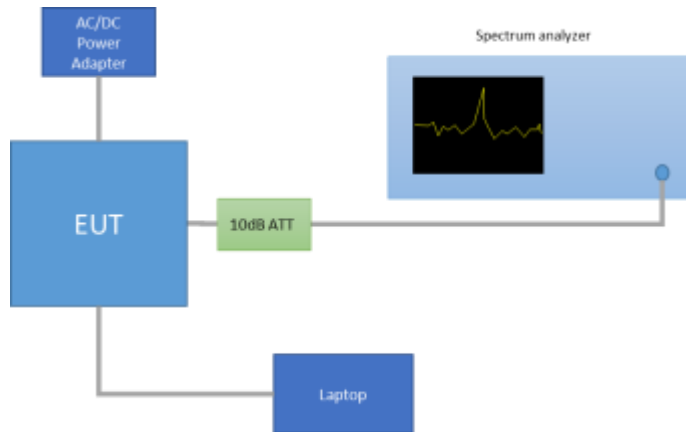 AC/DC
Power
Adapter
Spectrum analyzer
EUT
10dB ATT
Laptop